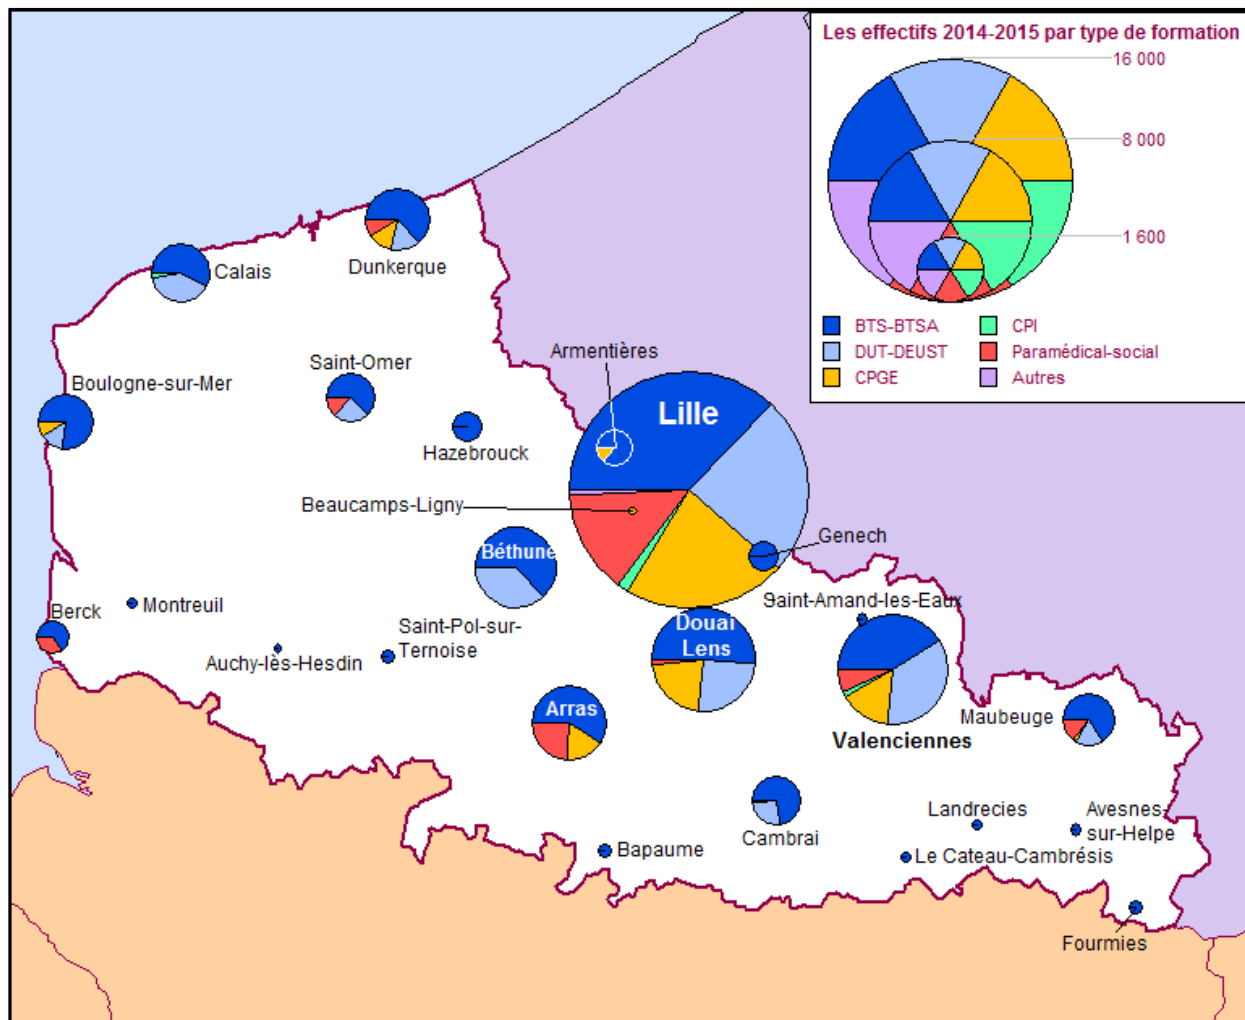 Les effectifs 2014-2015 par type de formation
16 000
8 000
1 600
BTS-BTSA
CPI
DUT-DEUST
Paramédical-social
CPGE
Autres
Dunkerque
Calais
Armentières
Saint-Omer
Boulogne-sur-Mer
Lille
Hazebrouck
Beaucamps-Ligny
Genech
Béthune
Montreuil
Berck
Saint-Amand-les-Eaux
Saint-Pol-sur-
Ternoise
Auchy-lès-Hesdin
Douai
Lens
Arras
Maubeuge
Valenciennes
Landrecies
Avesnes-
sur-Helpe
Cambrai
Bapaume
Le Cateau-Cambrésis
Fourmies